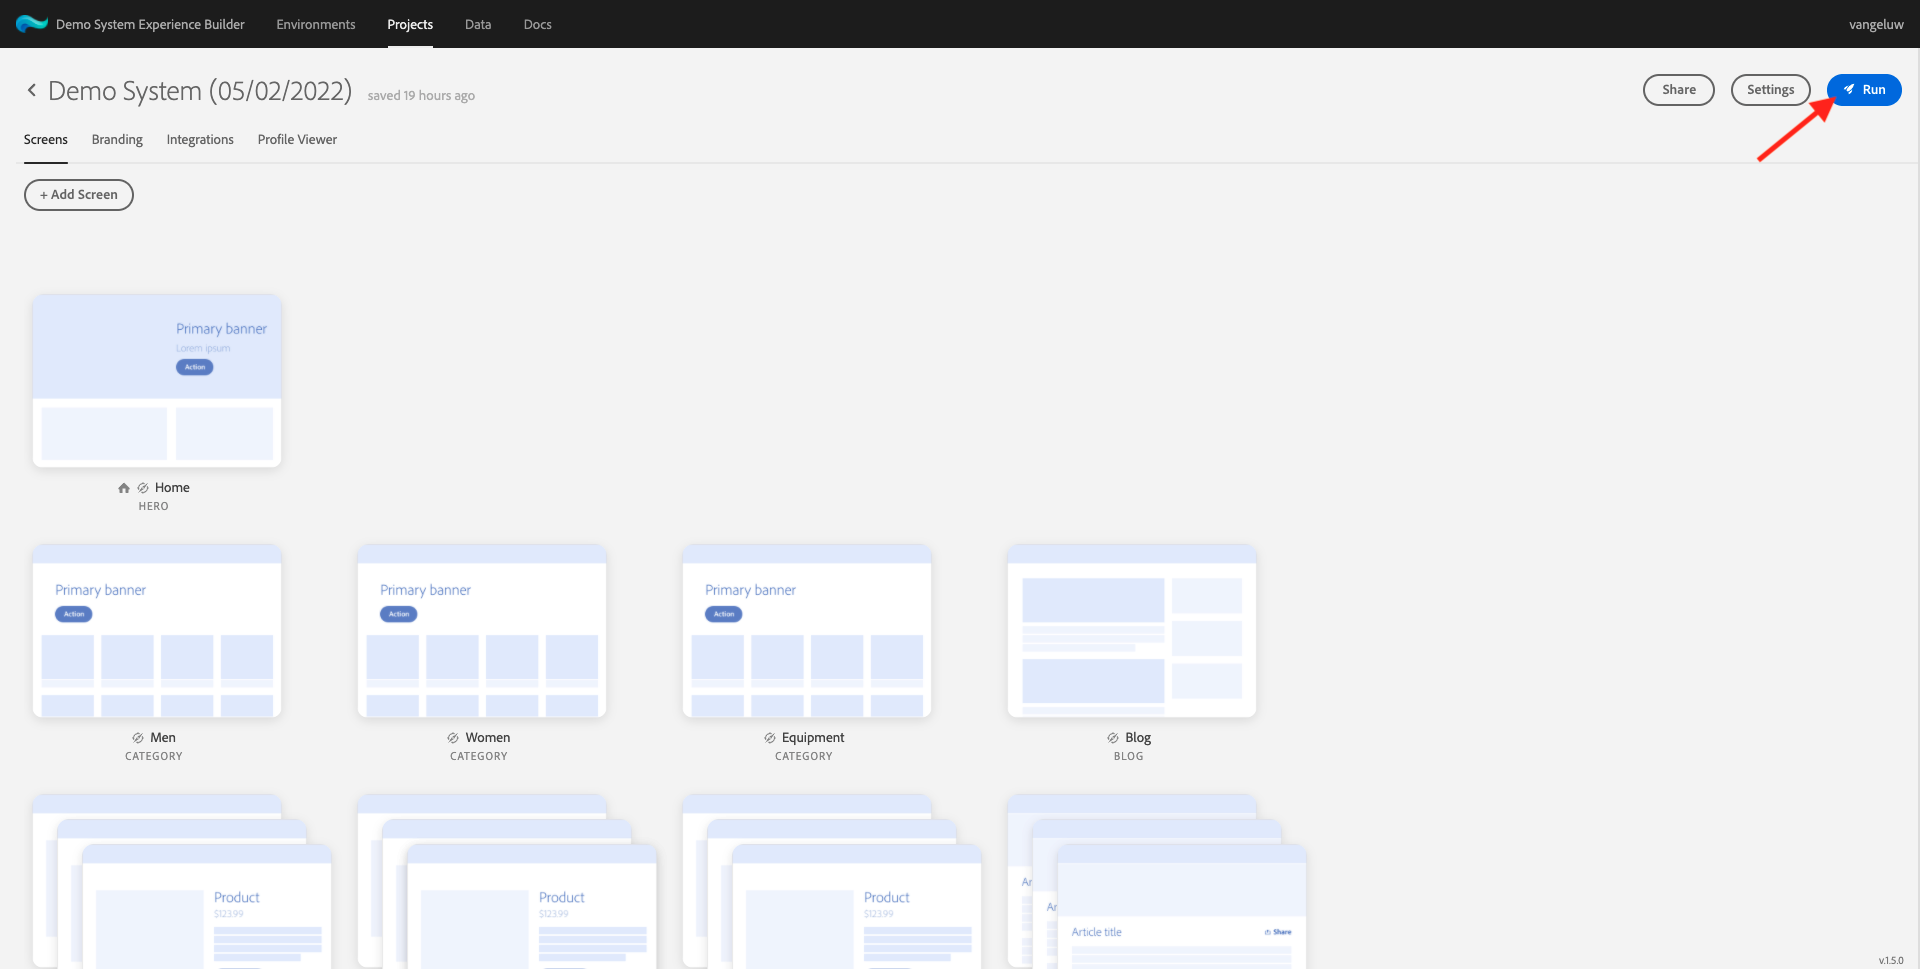 Demo System Experience Builder Environments Projects Data Docs vangeluw
Demo System (05/02/2022) saved 19 hours ago Share Settings Run
Screens Branding Integrations Profile Viewer
+ Add Screen
Primary banner
Lorem ipsum
Action
Home
HERO
Primary banner Primary banner Primary banner
Action Action Action
Men Women Equipment Blog
CATEGORY CATEGORY CATEGORY BLOG
Ar
Product Product Product
$123.99 $123.99 $123.99
Ar
Article title Share
v.1.5.0